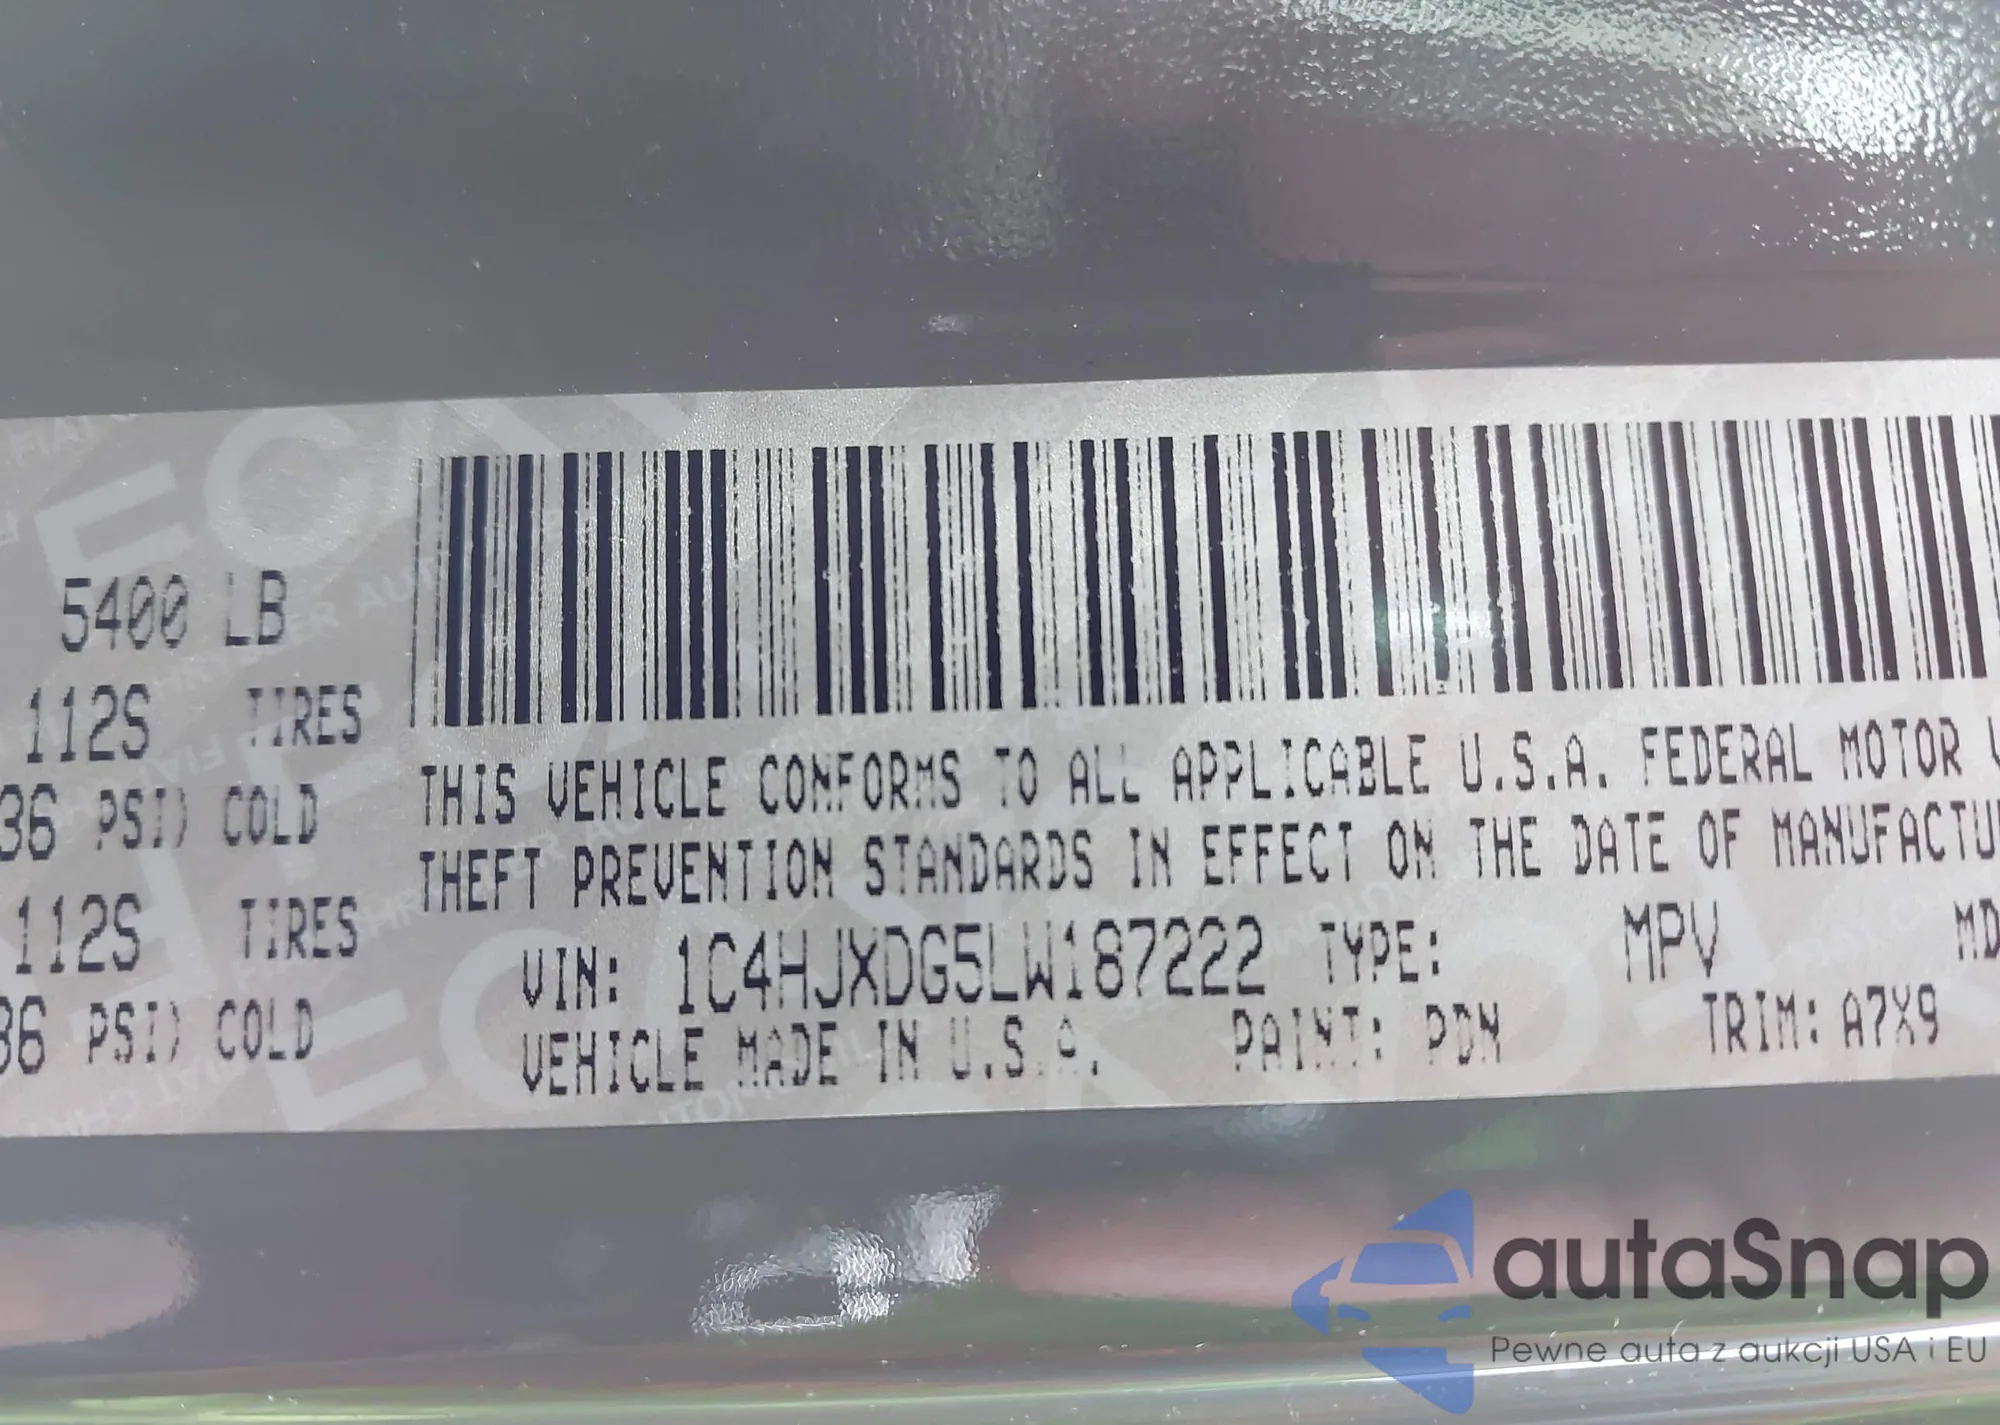 5400 LB
112S TIRES
36 PSI) COLD
112S TIRES
36 PSI) COLD
THIS VEHICLE CONFORMS TO ALL APPLICABLE U.S.A. FEDERAL MOTOR V
THEFT PREVENTION STANDARDS IN EFFECT ON THE DATE OF MANUFACTU
VIN: 1C4HJXDG5LW187222 TYPE: MPV MD
VEHICLE MADE IN U.S.A. PAINT: PDN TRIM: A7X9
autaSnap
Pewne auta z aukcji USA i EU